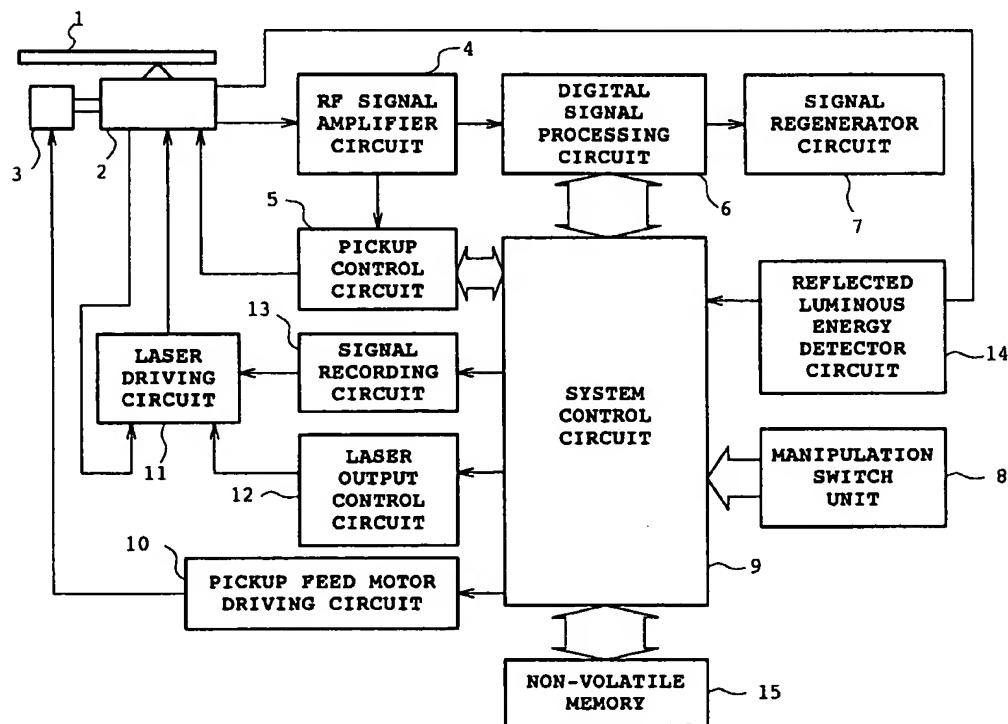 1
4
RF SIGNAL
AMPLIFIER
CIRCUIT
DIGITAL
SIGNAL
PROCESSING
CIRCUIT
SIGNAL
REGENERATOR
CIRCUIT
3
2
5
6
7
PICKUP
CONTROL
CIRCUIT
REFLECTED
LUMINOUS
ENERGY
DETECTOR
CIRCUIT
14
13
SIGNAL
RECORDING
CIRCUIT
LASER
DRIVING
CIRCUIT
11
SYSTEM
CONTROL
CIRCUIT
LASER
OUTPUT
CONTROL
CIRCUIT
12
MANIPULATION
SWITCH
UNIT
8
10
PICKUP FEED MOTOR
DRIVING CIRCUIT
9
NON-VOLATILE
MEMORY
15